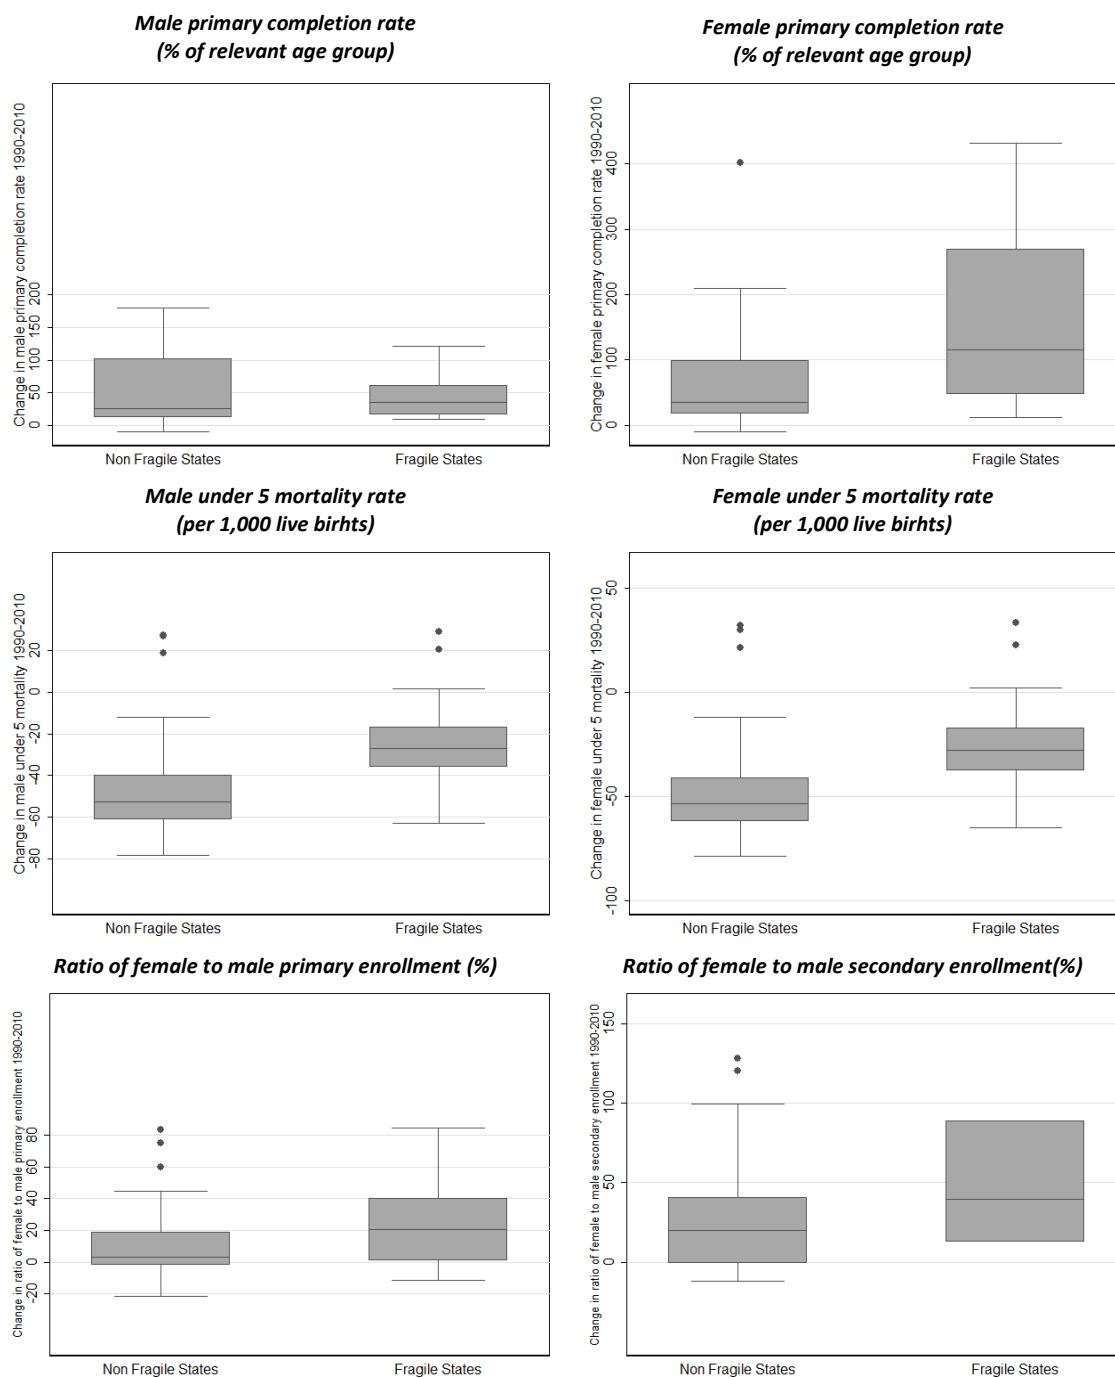 Male primary completion rate
(% of relevant age group)
Change in male primary completion rate 1990-2010
200
150
100
50
0
Non Fragile States
Fragile States
Female primary completion rate
(% of relevant age group)
Change in female primary completion rate 1990-2010
400
300
200
100
0
Non Fragile States
Fragile States
Male under 5 mortality rate
(per 1,000 live birhts)
Change in male under 5 mortality 1990-2010
20
0
-20
-40
-60
-80
Non Fragile States
Fragile States
Female under 5 mortality rate
(per 1,000 live birhts)
Change in female under 5 mortality 1990-2010
50
0
-50
-100
Non Fragile States
Fragile States
Ratio of female to male primary enrollment (%)
Change in ratio of female to male primary enrollment 1990-2010
80
60
40
20
0
-20
Non Fragile States
Fragile States
Ratio of female to male secondary enrollment(%)
Change in ratio of female to male secondary enrollment 1990-2010
150
100
50
0
Non Fragile States
Fragile States